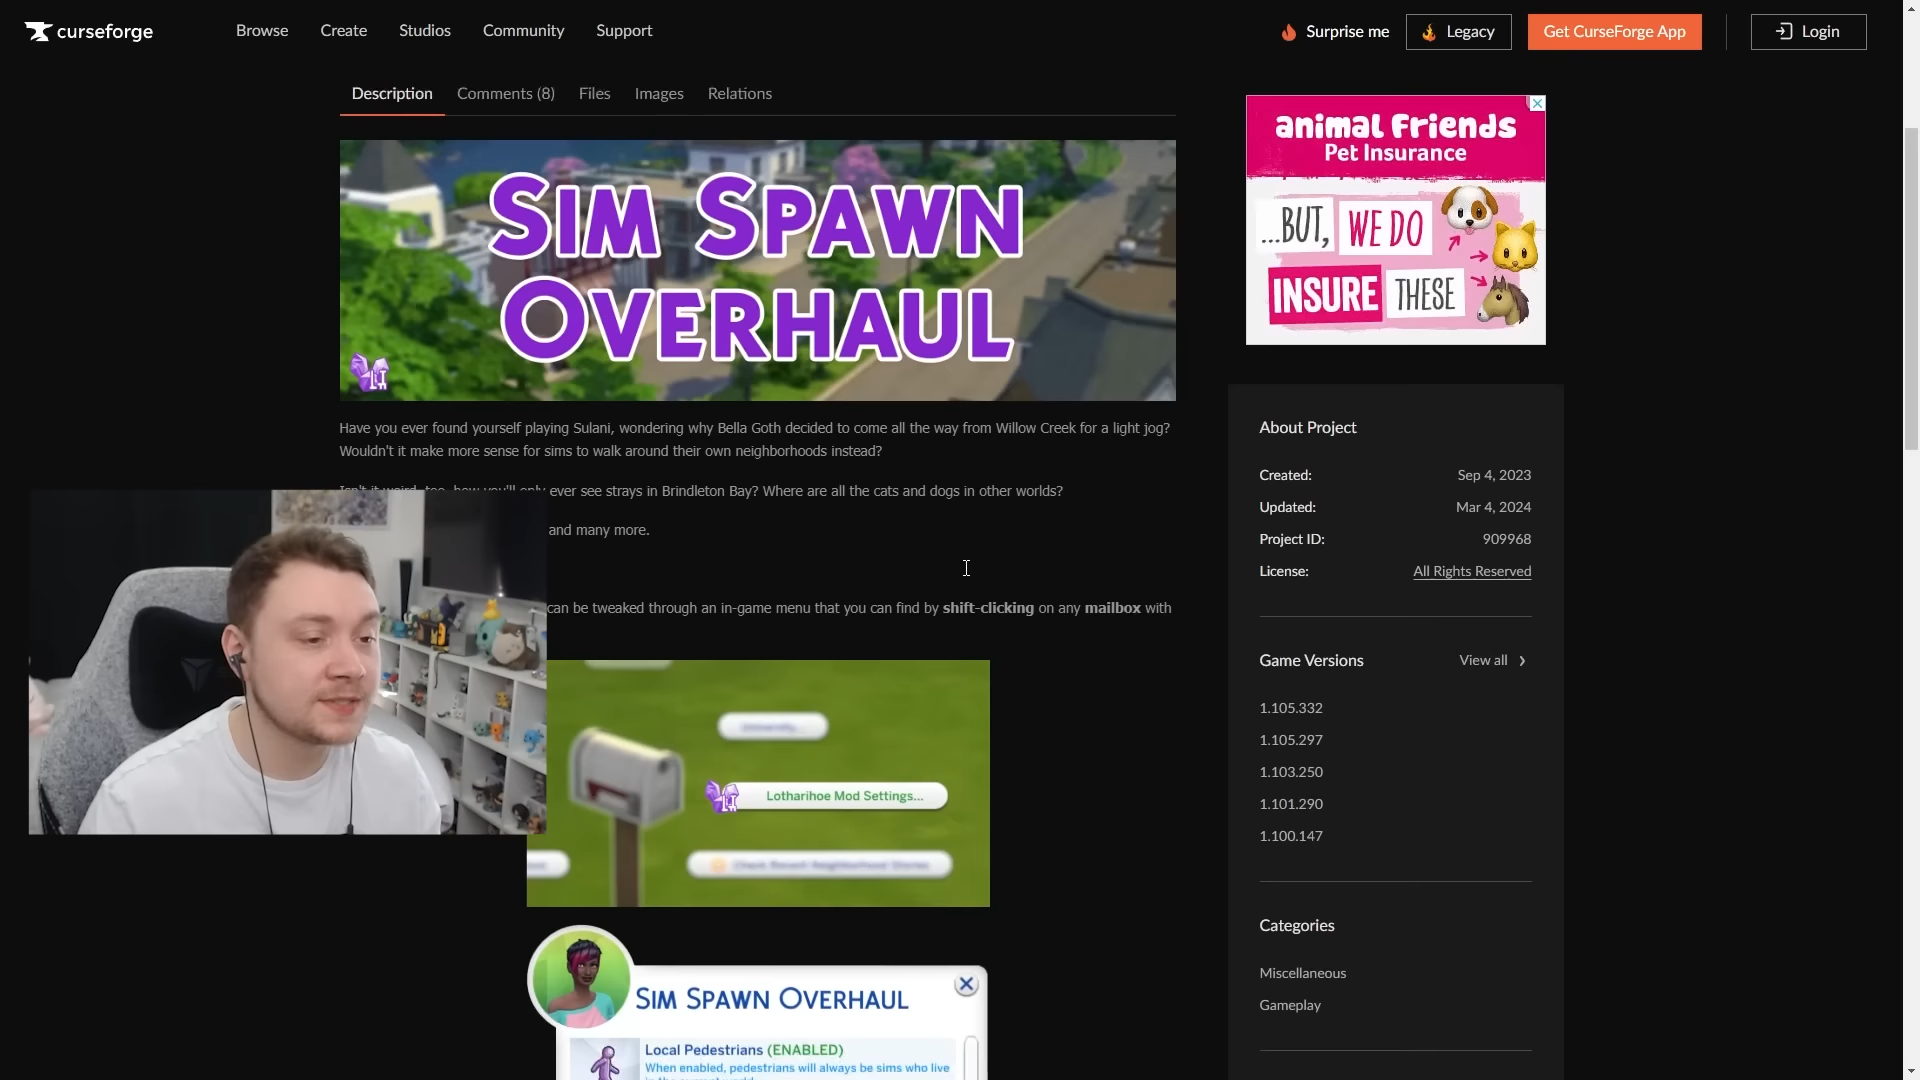 curseforge
Browse
Create
Studios
Community
Support
Surprise me
Legacy
Get CurseForge App
Login
Description
Comments (8)
Files
Images
Relations
SIM SPAWN
OVERHAUL
animal friends
Pet Insurance
...BUT, WE DO
INSURE THESE
Have you ever found yourself playing Sulani, wondering why Bella Goth decided to come all the way from Willow Creek for a light jog?
Wouldn't it make more sense for sims to walk around their own neighborhoods instead?
ever see strays in Brindleton Bay? Where are all the cats and dogs in other worlds?
and many more.
can be tweaked through an in-game menu that you can find by shift-clicking on any mailbox with
Lotharihoe Mod Settings...
SIM SPAWN OVERHAUL
Local Pedestrians (ENABLED)
When enabled, pedestrians will always be sims who live
About Project
Created: Sep 4, 2023
Updated: Mar 4, 2024
Project ID: 909968
License: All Rights Reserved
Game Versions
View all
1.105.332
1.105.297
1.103.250
1.101.290
1.100.147
Categories
Miscellaneous
Gameplay